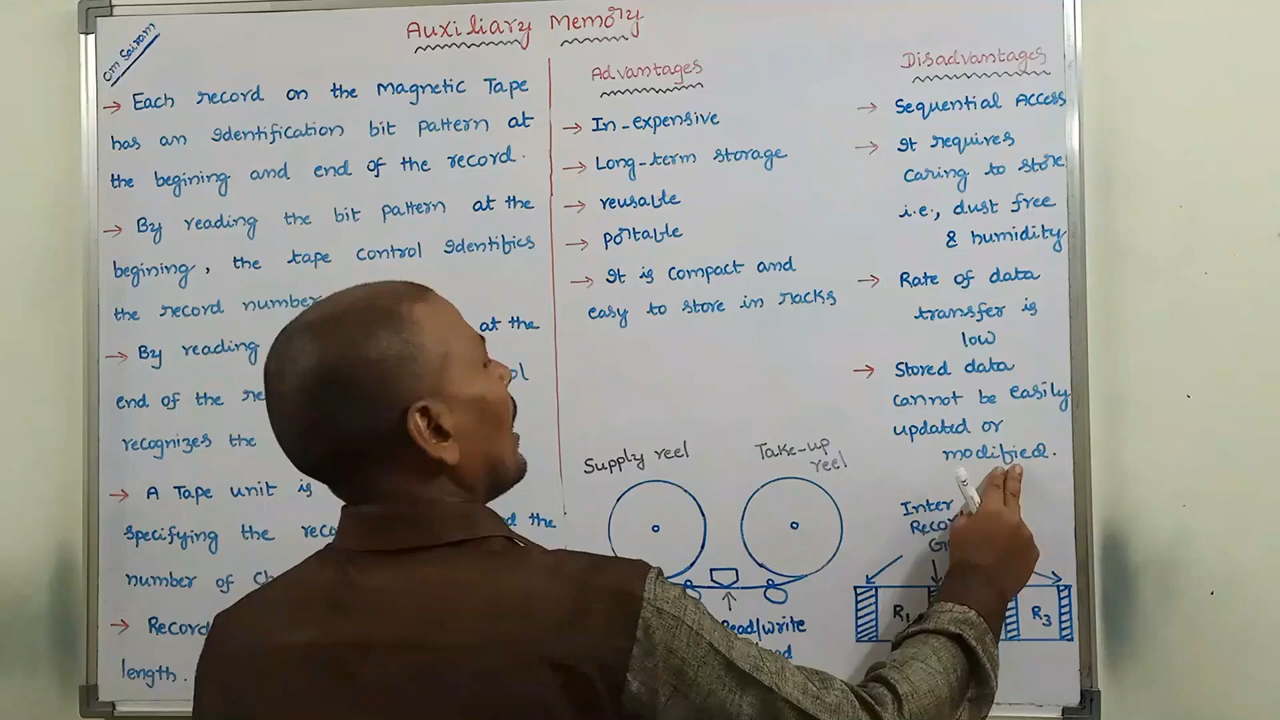 Om Sairam
Auxiliary Memory
→ Each record on the Magnetic Tape
has an Identification bit pattern at
the begining and end of the record.
→ By reading the bit pattern at the
begining, the tape control Identifies
the record number
→ By reading at the
end of the
recognizes the
→ A Tape unit is
specifying the the
number of
→ Record
length.
Advantages
→ In-expensive
→ Long-term storage
→ reusable
→ portable
→ It is compact and
easy to store in racks
Disadvantages
→ Sequential Access
→ It requires
caring to store
i.e., dust free
& humidity
→ Rate of data
transfer is
low
→ Stored data
cannot be easily
updated or
modified.
Supply reel
Take-up
reel
Read/write
Inter
R3